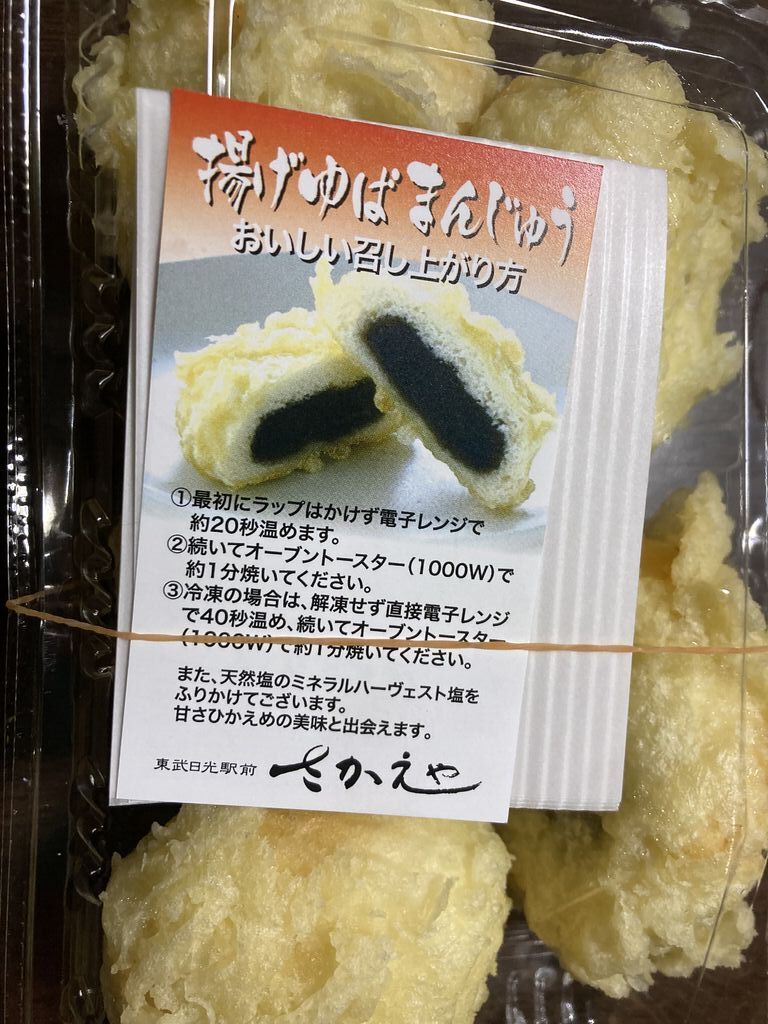 揚げゆばまんじゅう
おいしい召し上がり方
①最初にラップはかけず電子レンジで
約20秒温めます。
②続いてオーブントースター(1000W)で
約1分焼いてください。
③冷凍の場合は、解凍せず直接電子レンジ
で40秒温め、続いてオーブントースター
(1000W)で約1分焼いてください。
また、天然塩のミネラルハーヴェスト塩を
ふりかけてございます。
甘さひかえめの美味と出会えます。
東武日光駅前 さかえや